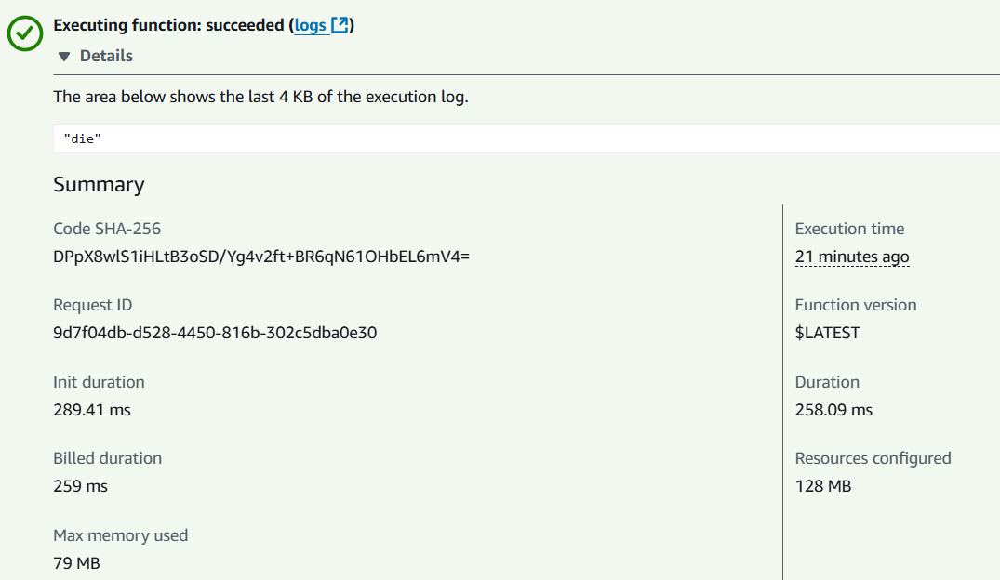 Executing function: succeeded (logs)
Details
The area below shows the last 4 KB of the execution log.
"die"
Summary
Code SHA-256
DPpX8wlS1iHLtB3oSD/Yg4v2ft+BR6qN61OHbEL6mV4=
Request ID
9d7f04db-d528-4450-816b-302c5dba0e30
Init duration
289.41 ms
Billed duration
259 ms
Max memory used
79 MB
Execution time
21 minutes ago
Function version
$LATEST
Duration
258.09 ms
Resources configured
128 MB